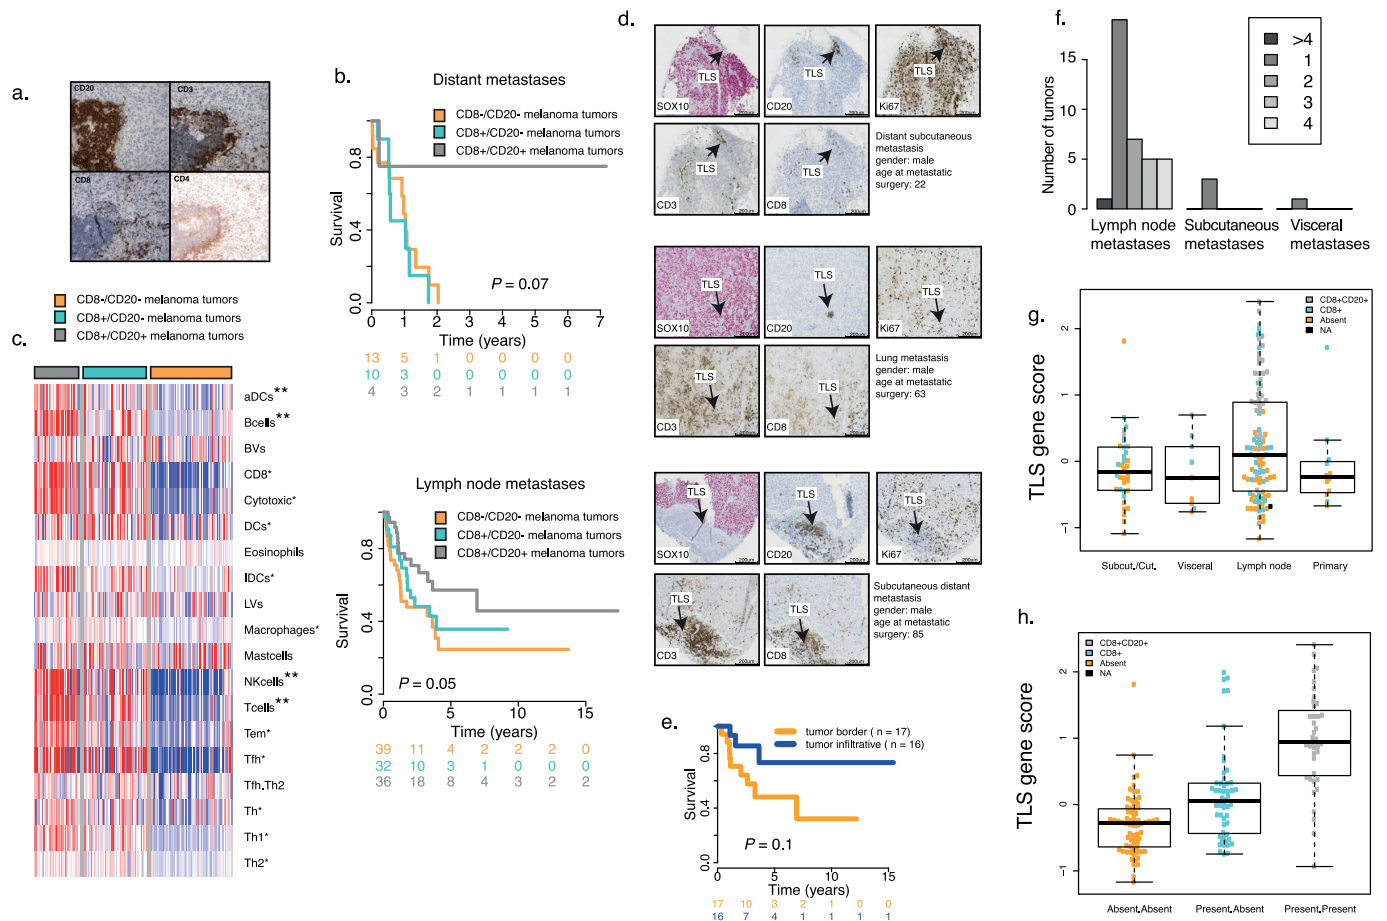 a.
CD20
CD3
CD8
CD4
CD8-/CD20- melanoma tumors
CD8+/CD20- melanoma tumors
CD8+/CD20+ melanoma tumors
b.
Distant metastases
CD8-/CD20- melanoma tumors
CD8+/CD20- melanoma tumors
CD8+/CD20+ melanoma tumors
Survival
0.0
0.4
0.8
P = 0.07
0 1 2 3 4 5 6 7
Time (years)
13 5 1 0 0 0 0
10 3 0 0 0 0 0
4 3 2 1 1 1 1
Lymph node metastases
CD8-/CD20- melanoma tumors
CD8+/CD20- melanoma tumors
CD8+/CD20+ melanoma tumors
Survival
0.0
0.4
0.8
P = 0.05
0 5 10 15
Time (years)
39 11 4 2 2 2 0
32 10 3 1 0 0 0
36 18 8 4 3 2 2
c.
aDCs**
Bcells**
BVs
CD8*
Cytotoxic*
DCs*
Eosinophils
IDCs*
LVs
Macrophages*
Mastcells
NKcells**
Tcells**
Tem*
Tfh*
Tfh.Th2
Th*
Th1*
Th2*
d.
TLS
SOX10
200um
TLS
CD20
200um
TLS
Ki67
200um
TLS
CD3
200um
TLS
CD8
200um
Distant subcutaneous
metastasis
gender: male
age at metastatic
surgery: 22
TLS
SOX10
200um
TLS
CD20
200um
TLS
Ki67
200um
TLS
CD3
200um
TLS
CD8
200um
Lung metastasis
gender: male
age at metastatic
surgery: 63
TLS
SOX10
200um
TLS
CD20
200um
TLS
Ki67
200um
TLS
CD3
200um
TLS
CD8
200um
Subcutaneous distant
metastasis
gender: male
age at metastatic
surgery: 85
e.
tumor border ( n = 17)
tumor infiltrative ( n = 16)
Survival
0.0
0.4
0.8
P = 0.1
0 5 10 15
Time (years)
17 10 3 2 1 0 0
16 7 4 1 1 1 1
f.
Number of tumors
0
5
10
15
>4
1
2
3
4
Lymph node
metastases
Subcutaneous
metastases
Visceral
metastases
g.
CD8+CD20+
CD8+
Absent
NA
TLS gene score
2
1
0
−1
Subcut./Cut. Visceral Lymph node Primary
h.
CD8+CD20+
CD8+
Absent
NA
TLS gene score
2
1
0
−1
Absent.Absent Present.Absent Present.Present